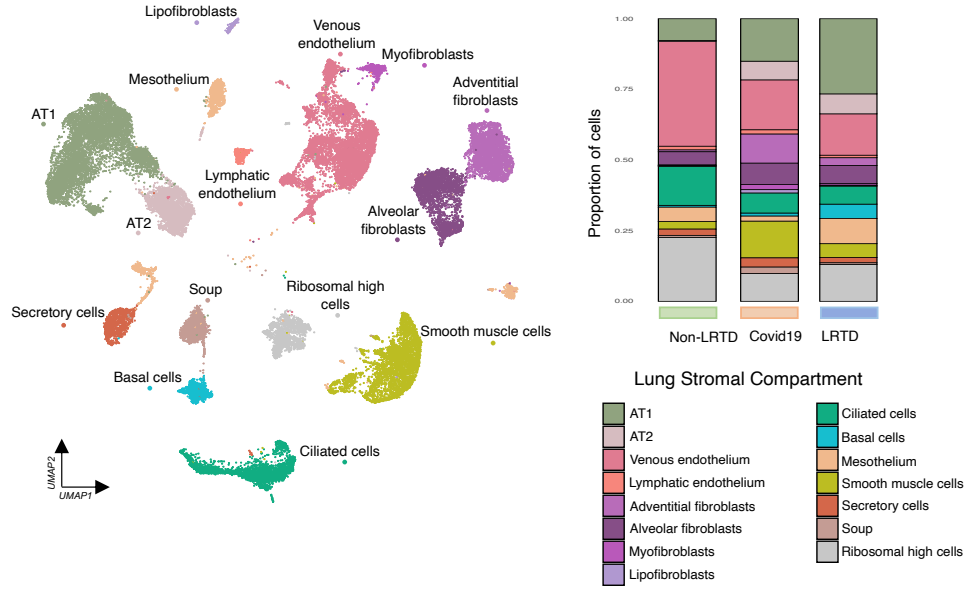 Lipofibroblasts
Venous
endothelium
Myofibroblasts
Mesothelium
Adventitial
fibroblasts
AT1
Lymphatic
endothelium
AT2
Alveolar
fibroblasts
Soup
Ribosomal high
cells
Secretory cells
Smooth muscle cells
Basal cells
Ciliated cells
UMAP2
UMAP1
Proportion of cells
1.00
0.75
0.50
0.25
0.00
Non-LRTD
Covid19
LRTD
Lung Stromal Compartment
AT1
AT2
Venous endothelium
Lymphatic endothelium
Adventitial fibroblasts
Alveolar fibroblasts
Myofibroblasts
Lipofibroblasts
Ciliated cells
Basal cells
Mesothelium
Smooth muscle cells
Secretory cells
Soup
Ribosomal high cells